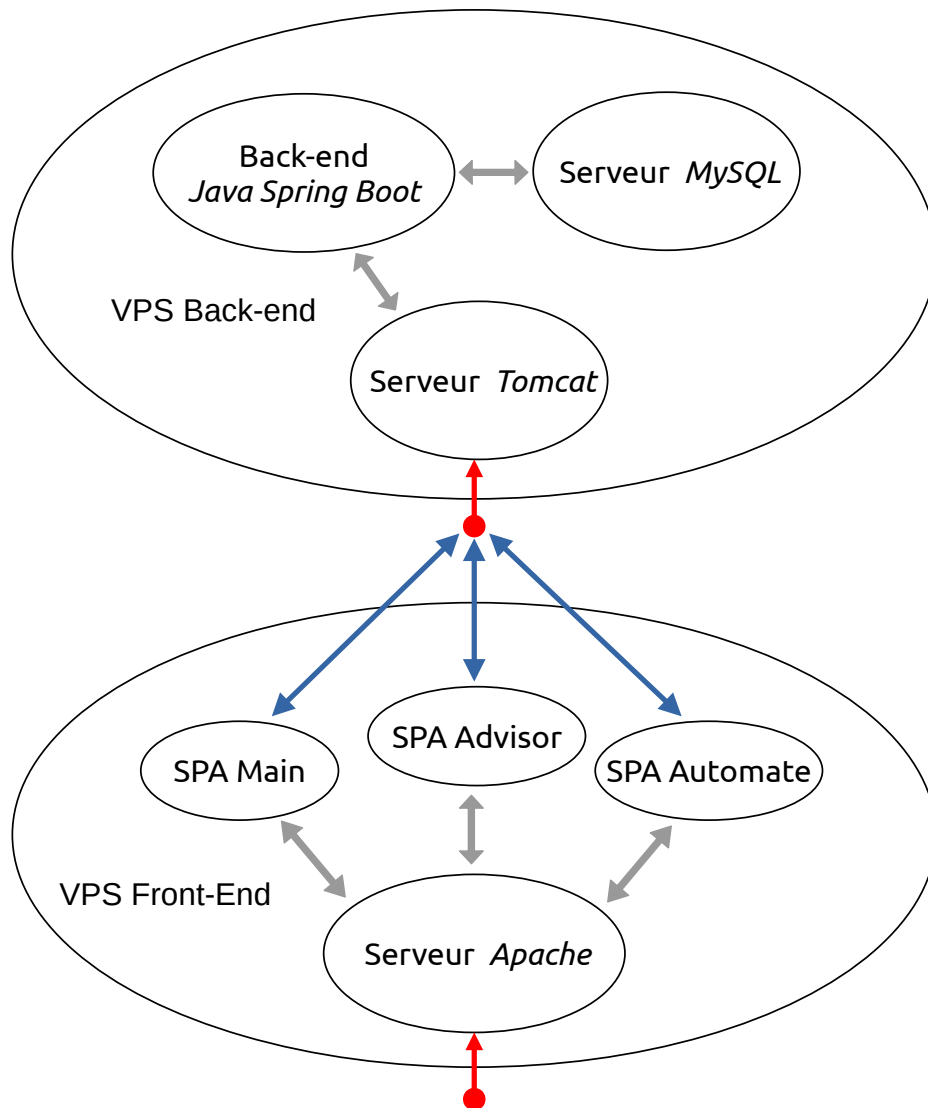 Back-end
Java Spring Boot
Serveur MySQL
VPS Back-end
Serveur Tomcat
SPA Main
SPA Advisor
SPA Automate
VPS Front-End
Serveur Apache